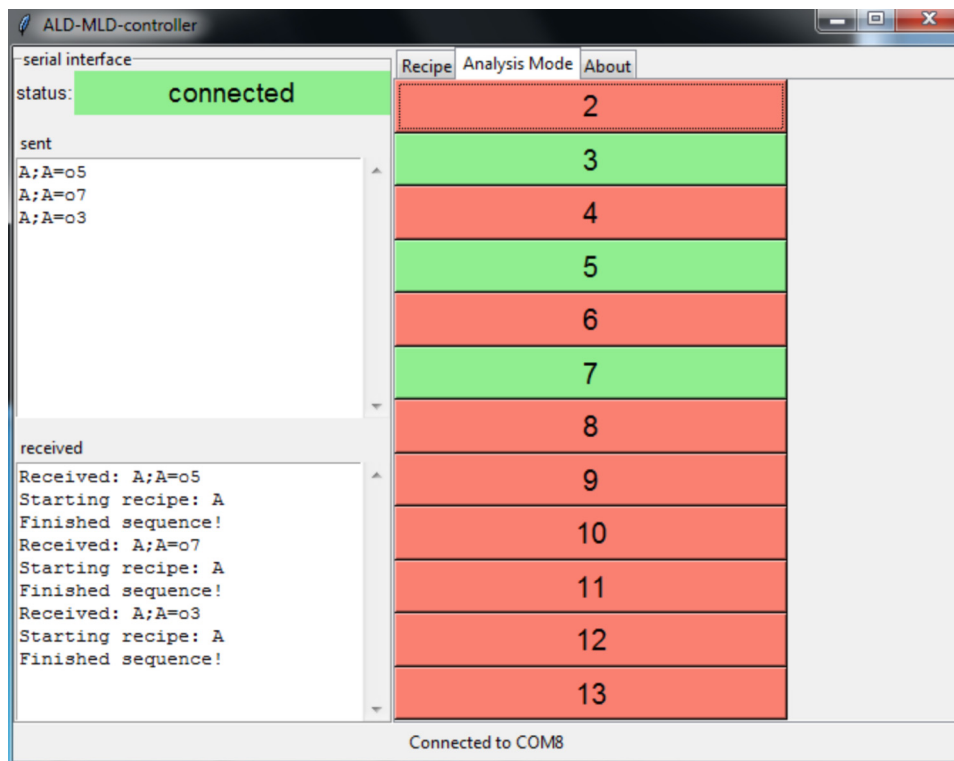 ALD-MLD-controller
serial interface
status: connected
sent
A;A=o5
A;A=o7
A;A=o3
received
Received: A;A=o5
Starting recipe: A
Finished sequence!
Received: A;A=o7
Starting recipe: A
Finished sequence!
Received: A;A=o3
Starting recipe: A
Finished sequence!
Recipe Analysis Mode About
2
3
4
5
6
7
8
9
10
11
12
13
Connected to COM8